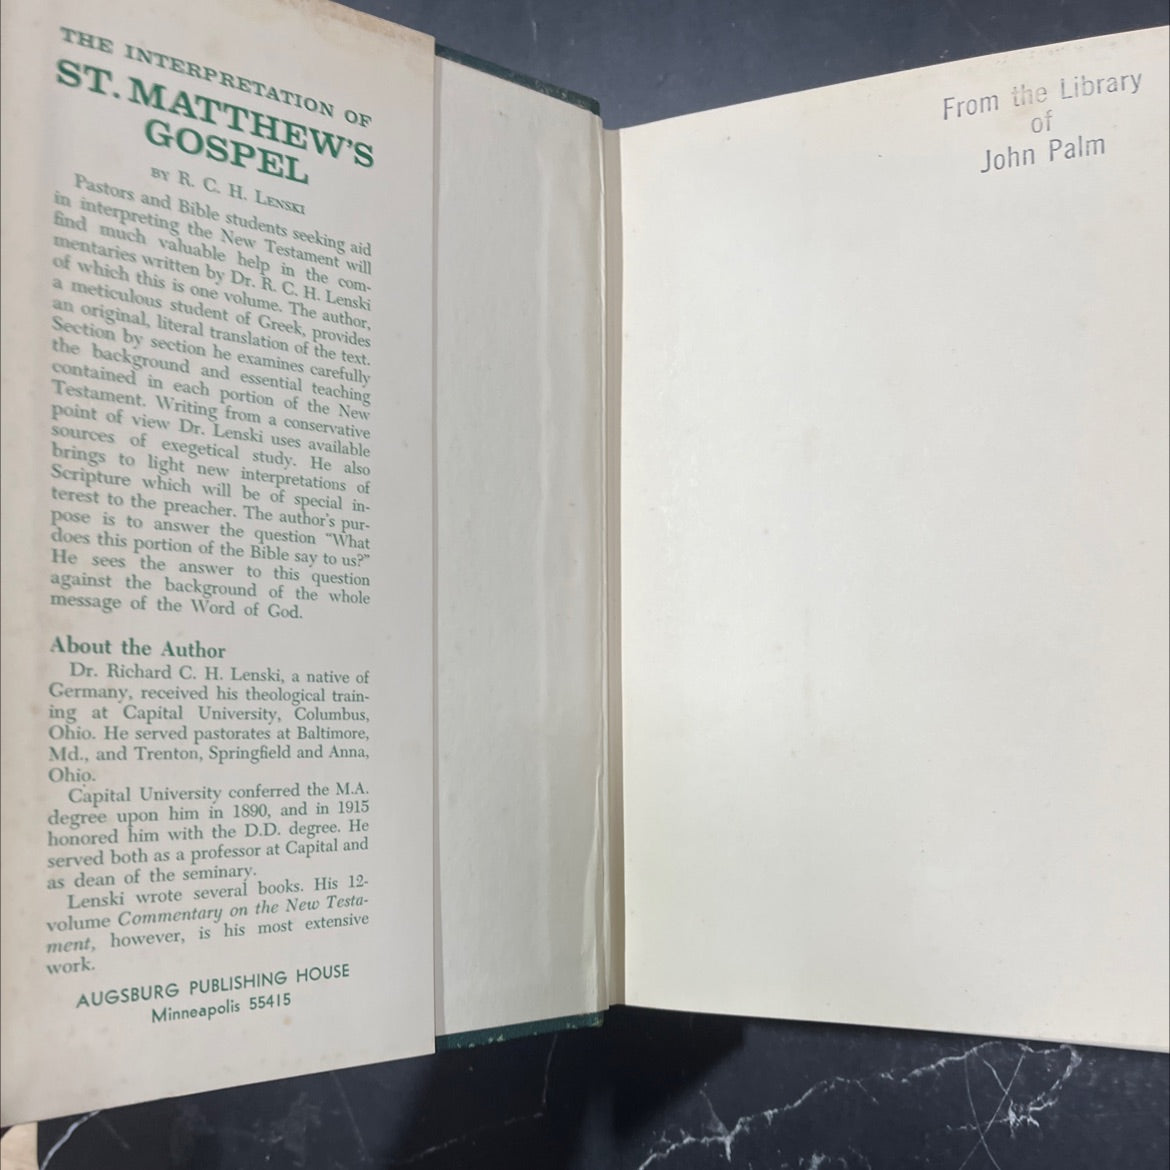 THE INTERPRETATION OF
ST. MATTHEW'S
GOSPEL
BY R. C. H. LENSKI
Pastors and Bible students seeking aid
in interpreting the New Testament will
find much valuable help in the com-
mentaries written by Dr. R. C. H. Lenski
of which this is one volume. The author,
a meticulous student of Greek, provides
an original, literal translation of the text.
Section by section he examines carefully
the background and essential teaching
contained in each portion of the New
Testament. Writing from a conservative
point of view Dr. Lenski uses available
sources of exegetical study. He also
brings to light new interpretations of
Scripture which will be of special in-
terest to the preacher. The author's pur-
pose is to answer the question "What
does this portion of the Bible say to us?"
He sees the answer to this question
against the background of the whole
message of the Word of God.
About the Author
Dr. Richard C. H. Lenski, a native of
Germany, received his theological train-
ing at Capital University, Columbus,
Ohio. He served pastorates at Baltimore,
Md., and Trenton, Springfield and Anna,
Ohio.
Capital University conferred the M.A.
degree upon him in 1890, and in 1915
honored him with the D.D. degree. He
served both as a professor at Capital and
as dean of the seminary.
Lenski wrote several books. His 12-
volume Commentary on the New Testa-
ment, however, is his most extensive
work.
AUGSBURG PUBLISHING HOUSE
Minneapolis 55415
From the Library
of
John Palm